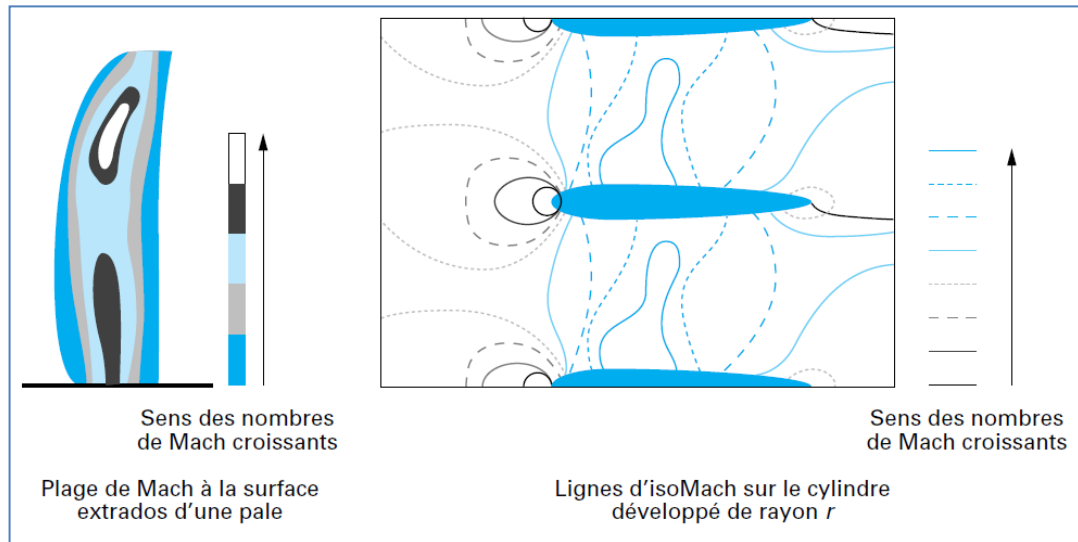 Sens des nombres
de Mach croissants
Plage de Mach à la surface
extrados d'une pale
Sens des nombres
de Mach croissants
Lignes d'isoMach sur le cylindre
développé de rayon r